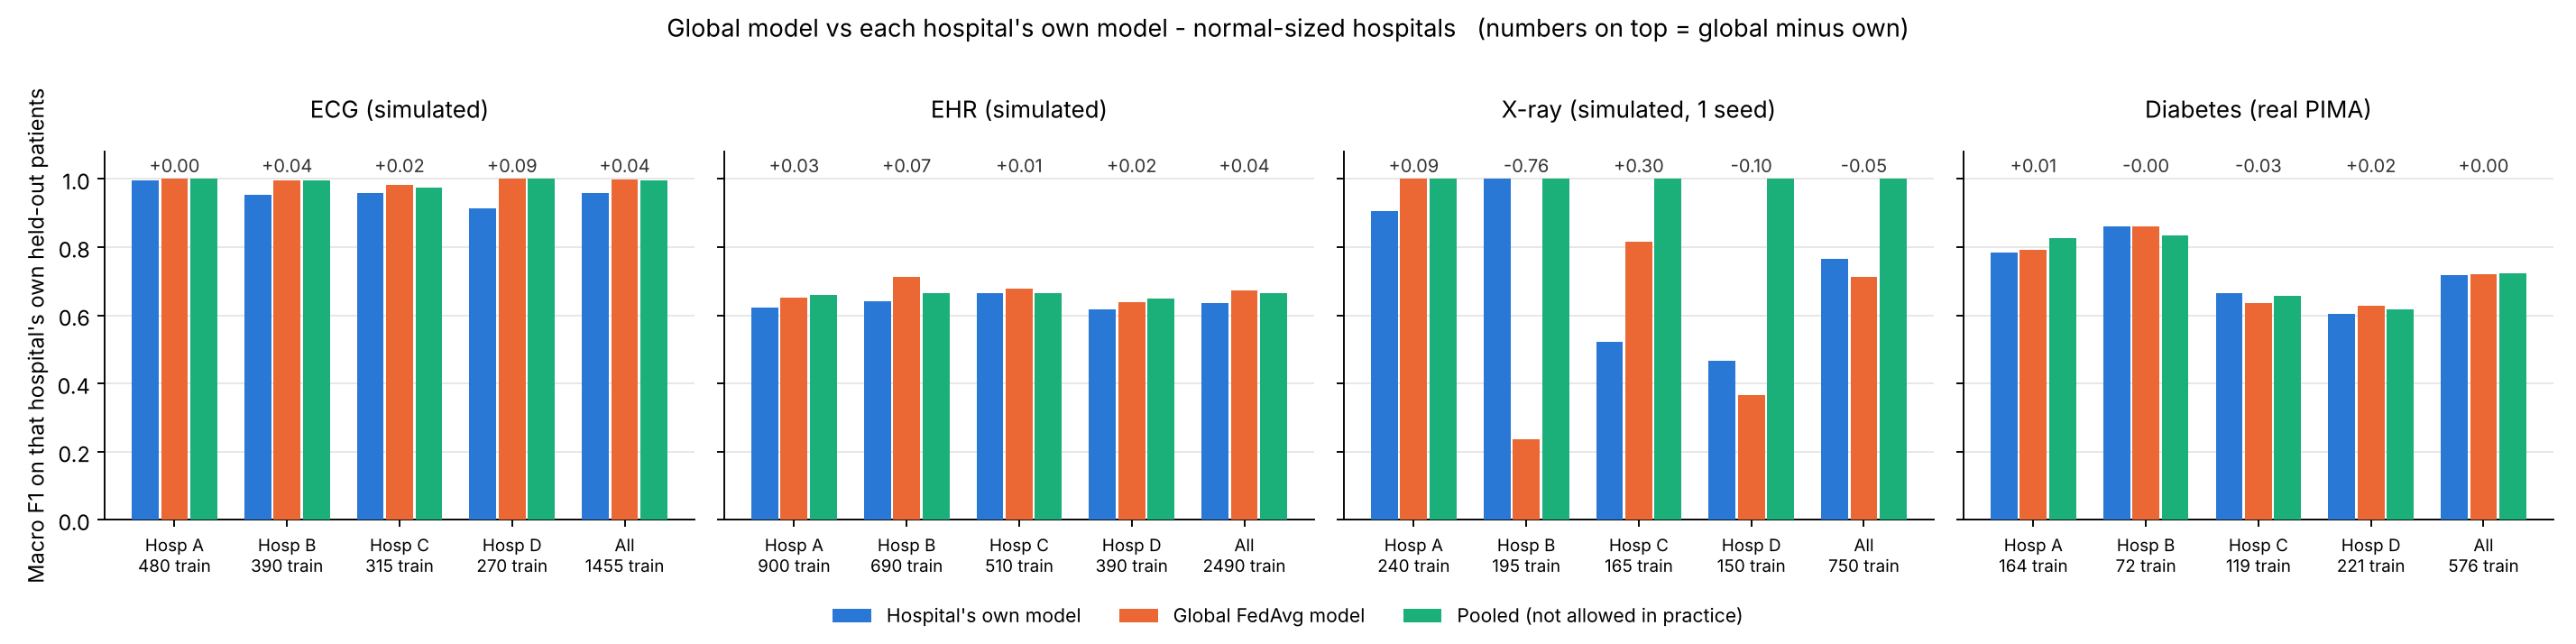 Global model vs each hospital's own model - normal-sized hospitals (numbers on top = global minus own)
Macro F1 on that hospital's own held-out patients
ECG (simulated)
+0.00 +0.04 +0.02 +0.09 +0.04
1.0
0.8
0.6
0.4
0.2
0.0
Hosp A Hosp B Hosp C Hosp D All
480 train 390 train 315 train 270 train 1455 train
EHR (simulated)
+0.03 +0.07 +0.01 +0.02 +0.04
Hosp A Hosp B Hosp C Hosp D All
900 train 690 train 510 train 390 train 2490 train
X-ray (simulated, 1 seed)
+0.09 -0.76 +0.30 -0.10 -0.05
Hosp A Hosp B Hosp C Hosp D All
240 train 195 train 165 train 150 train 750 train
Diabetes (real PIMA)
+0.01 -0.00 -0.03 +0.02 +0.00
Hosp A Hosp B Hosp C Hosp D All
164 train 72 train 119 train 221 train 576 train
Hospital's own model Global FedAvg model Pooled (not allowed in practice)